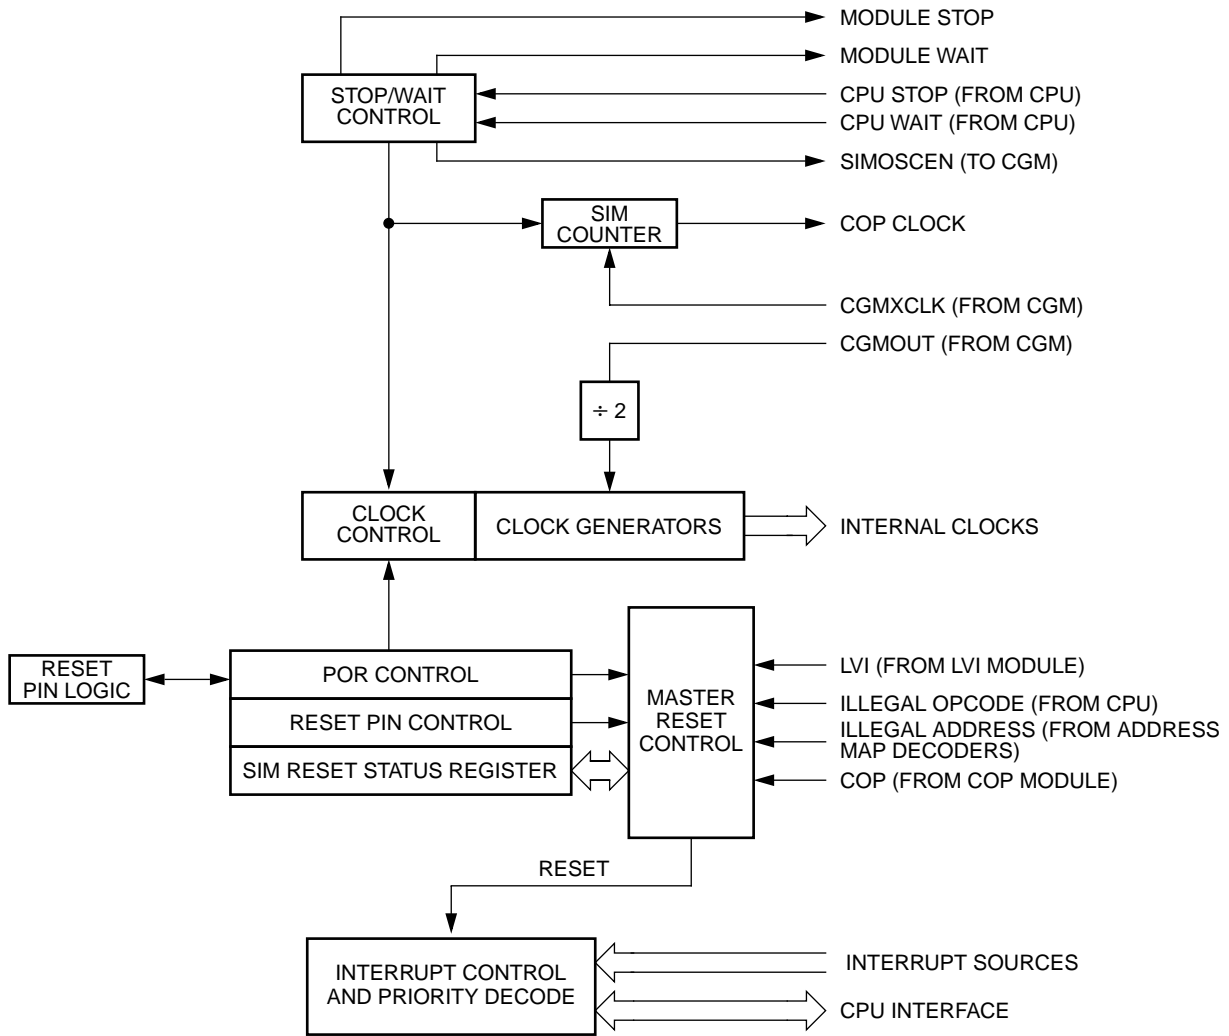 MODULE STOP
MODULE WAIT
STOP/WAIT
CONTROL
CPU STOP (FROM CPU)
CPU WAIT (FROM CPU)
SIMOSCEN (TO CGM)
SIM
COUNTER
COP CLOCK
CGMXCLK (FROM CGM)
CGMOUT (FROM CGM)
÷ 2
CLOCK
CONTROL
CLOCK GENERATORS
INTERNAL CLOCKS
RESET
PIN LOGIC
POR CONTROL
RESET PIN CONTROL
SIM RESET STATUS REGISTER
MASTER
RESET
CONTROL
LVI (FROM LVI MODULE)
ILLEGAL OPCODE (FROM CPU)
ILLEGAL ADDRESS (FROM ADDRESS
MAP DECODERS)
COP (FROM COP MODULE)
RESET
INTERRUPT CONTROL
AND PRIORITY DECODE
INTERRUPT SOURCES
CPU INTERFACE